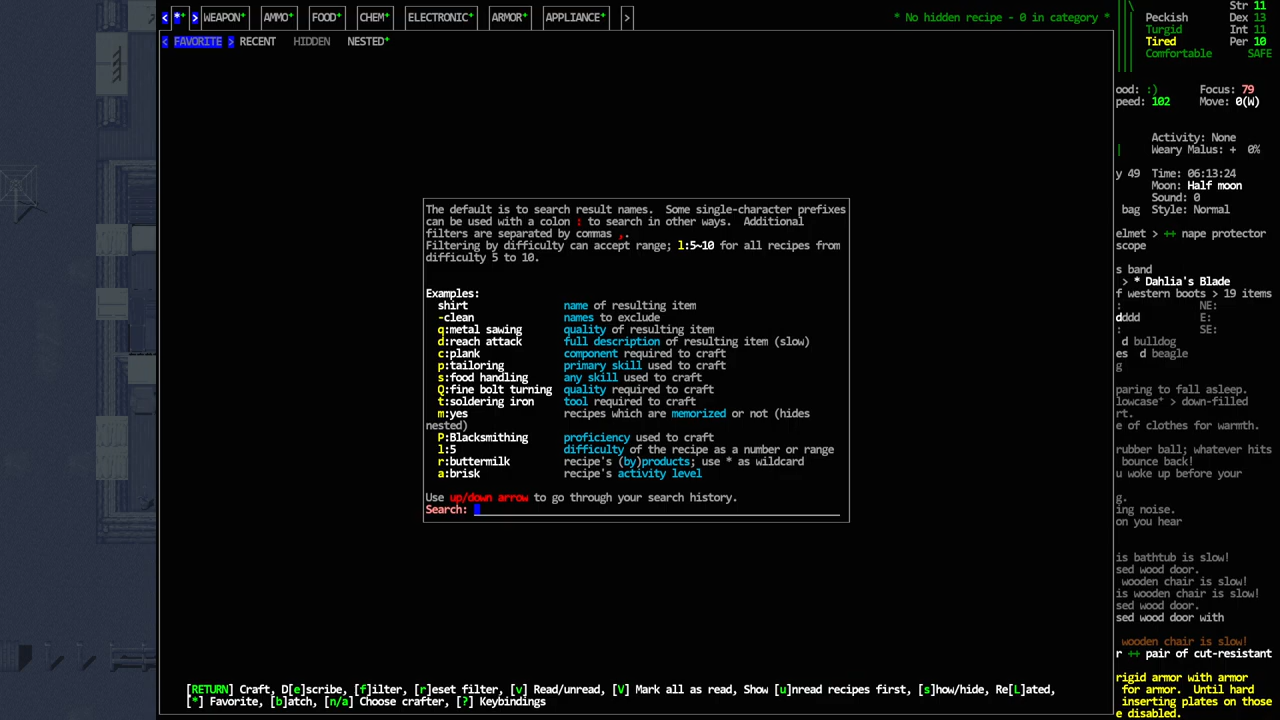 < *+ > WEAPON+ AMMO+ FOOD+ CHEM+ ELECTRONIC+ ARMOR+ APPLIANCE+ > * No hidden recipe - 0 in category *
< FAVORITE > RECENT HIDDEN NESTED+
The default is to search result names. Some single-character prefixes
can be used with a colon : to search in other ways. Additional
filters are separated by commas ,.
Filtering by difficulty can accept range; l:5~10 for all recipes from
difficulty 5 to 10.
Examples:
shirt name of resulting item
-clean names to exclude
q:metal sawing quality of resulting item
d:reach attack full description of resulting item (slow)
c:plank component required to craft
p:tailoring primary skill used to craft
s:food handling any skill used to craft
Q:fine bolt turning quality required to craft
t:soldering iron tool required to craft
m:yes recipes which are memorized or not (hides
nested)
P:Blacksmithing proficiency used to craft
l:5 difficulty of the recipe as a number or range
r:buttermilk recipe's (by)products; use * as wildcard
a:brisk recipe's activity level
Use up/down arrow to go through your search history.
Search:
[RETURN] Craft, D[e]scribe, [f]ilter, [r]eset filter, [v] Read/unread, [V] Mark all as read, Show [u]nread recipes first, [s]how/hide, Re[L]ated,
[*] Favorite, [b]atch, [n/a] Choose crafter, [?] Keybindings
Str 11
Peckish Dex 13
Turgid Int 11
Tired Per 10
Comfortable SAFE
ood: :) Focus: 79
peed: 102 Move: 0(W)
Activity: None
Weary Malus: + 0%
y 49 Time: 06:13:24
Moon: Half moon
Sound: 0
bag Style: Normal
elmet > ++ nape protector
scope
s band
> * Dahlia's Blade
f western boots > 19 items
: NE:
dddd E:
: SE:
d bulldog
es d beagle
g
paring to fall asleep.
lowcase* > down-filled
rt.
e of clothes for warmth.
rubber ball; whatever hits
bounce back!
u woke up before your
g.
ing noise.
on you hear
is bathtub is slow!
sed wood door.
wooden chair is slow!
is wooden chair is slow!
sed wood door.
sed wood door with
wooden chair is slow!
r ++ pair of cut-resistant
rigid armor with armor
for armor. Until hard
inserting plates on those
e disabled.